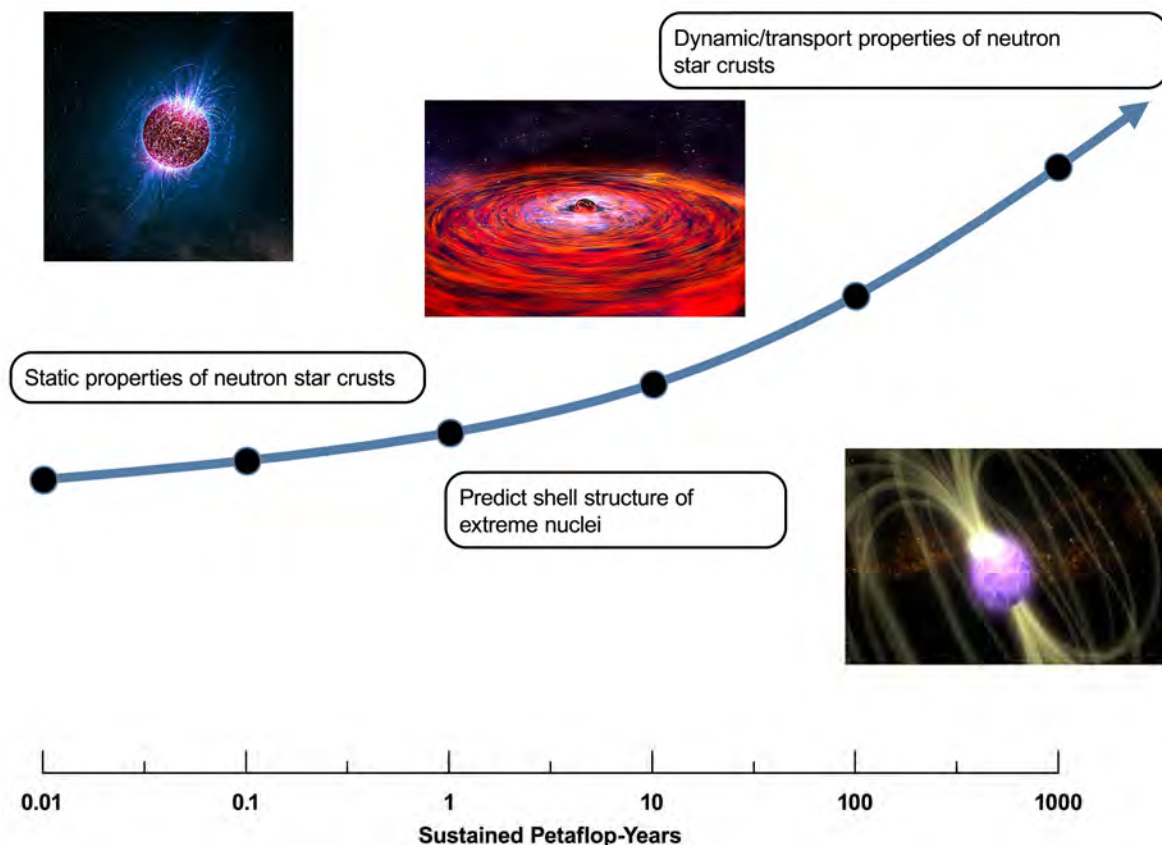 Dynamic/transport properties of neutron
star crusts
Static properties of neutron star crusts
Predict shell structure of
extreme nuclei
0.01 0.1 1 10 100 1000
Sustained Petaflop-Years